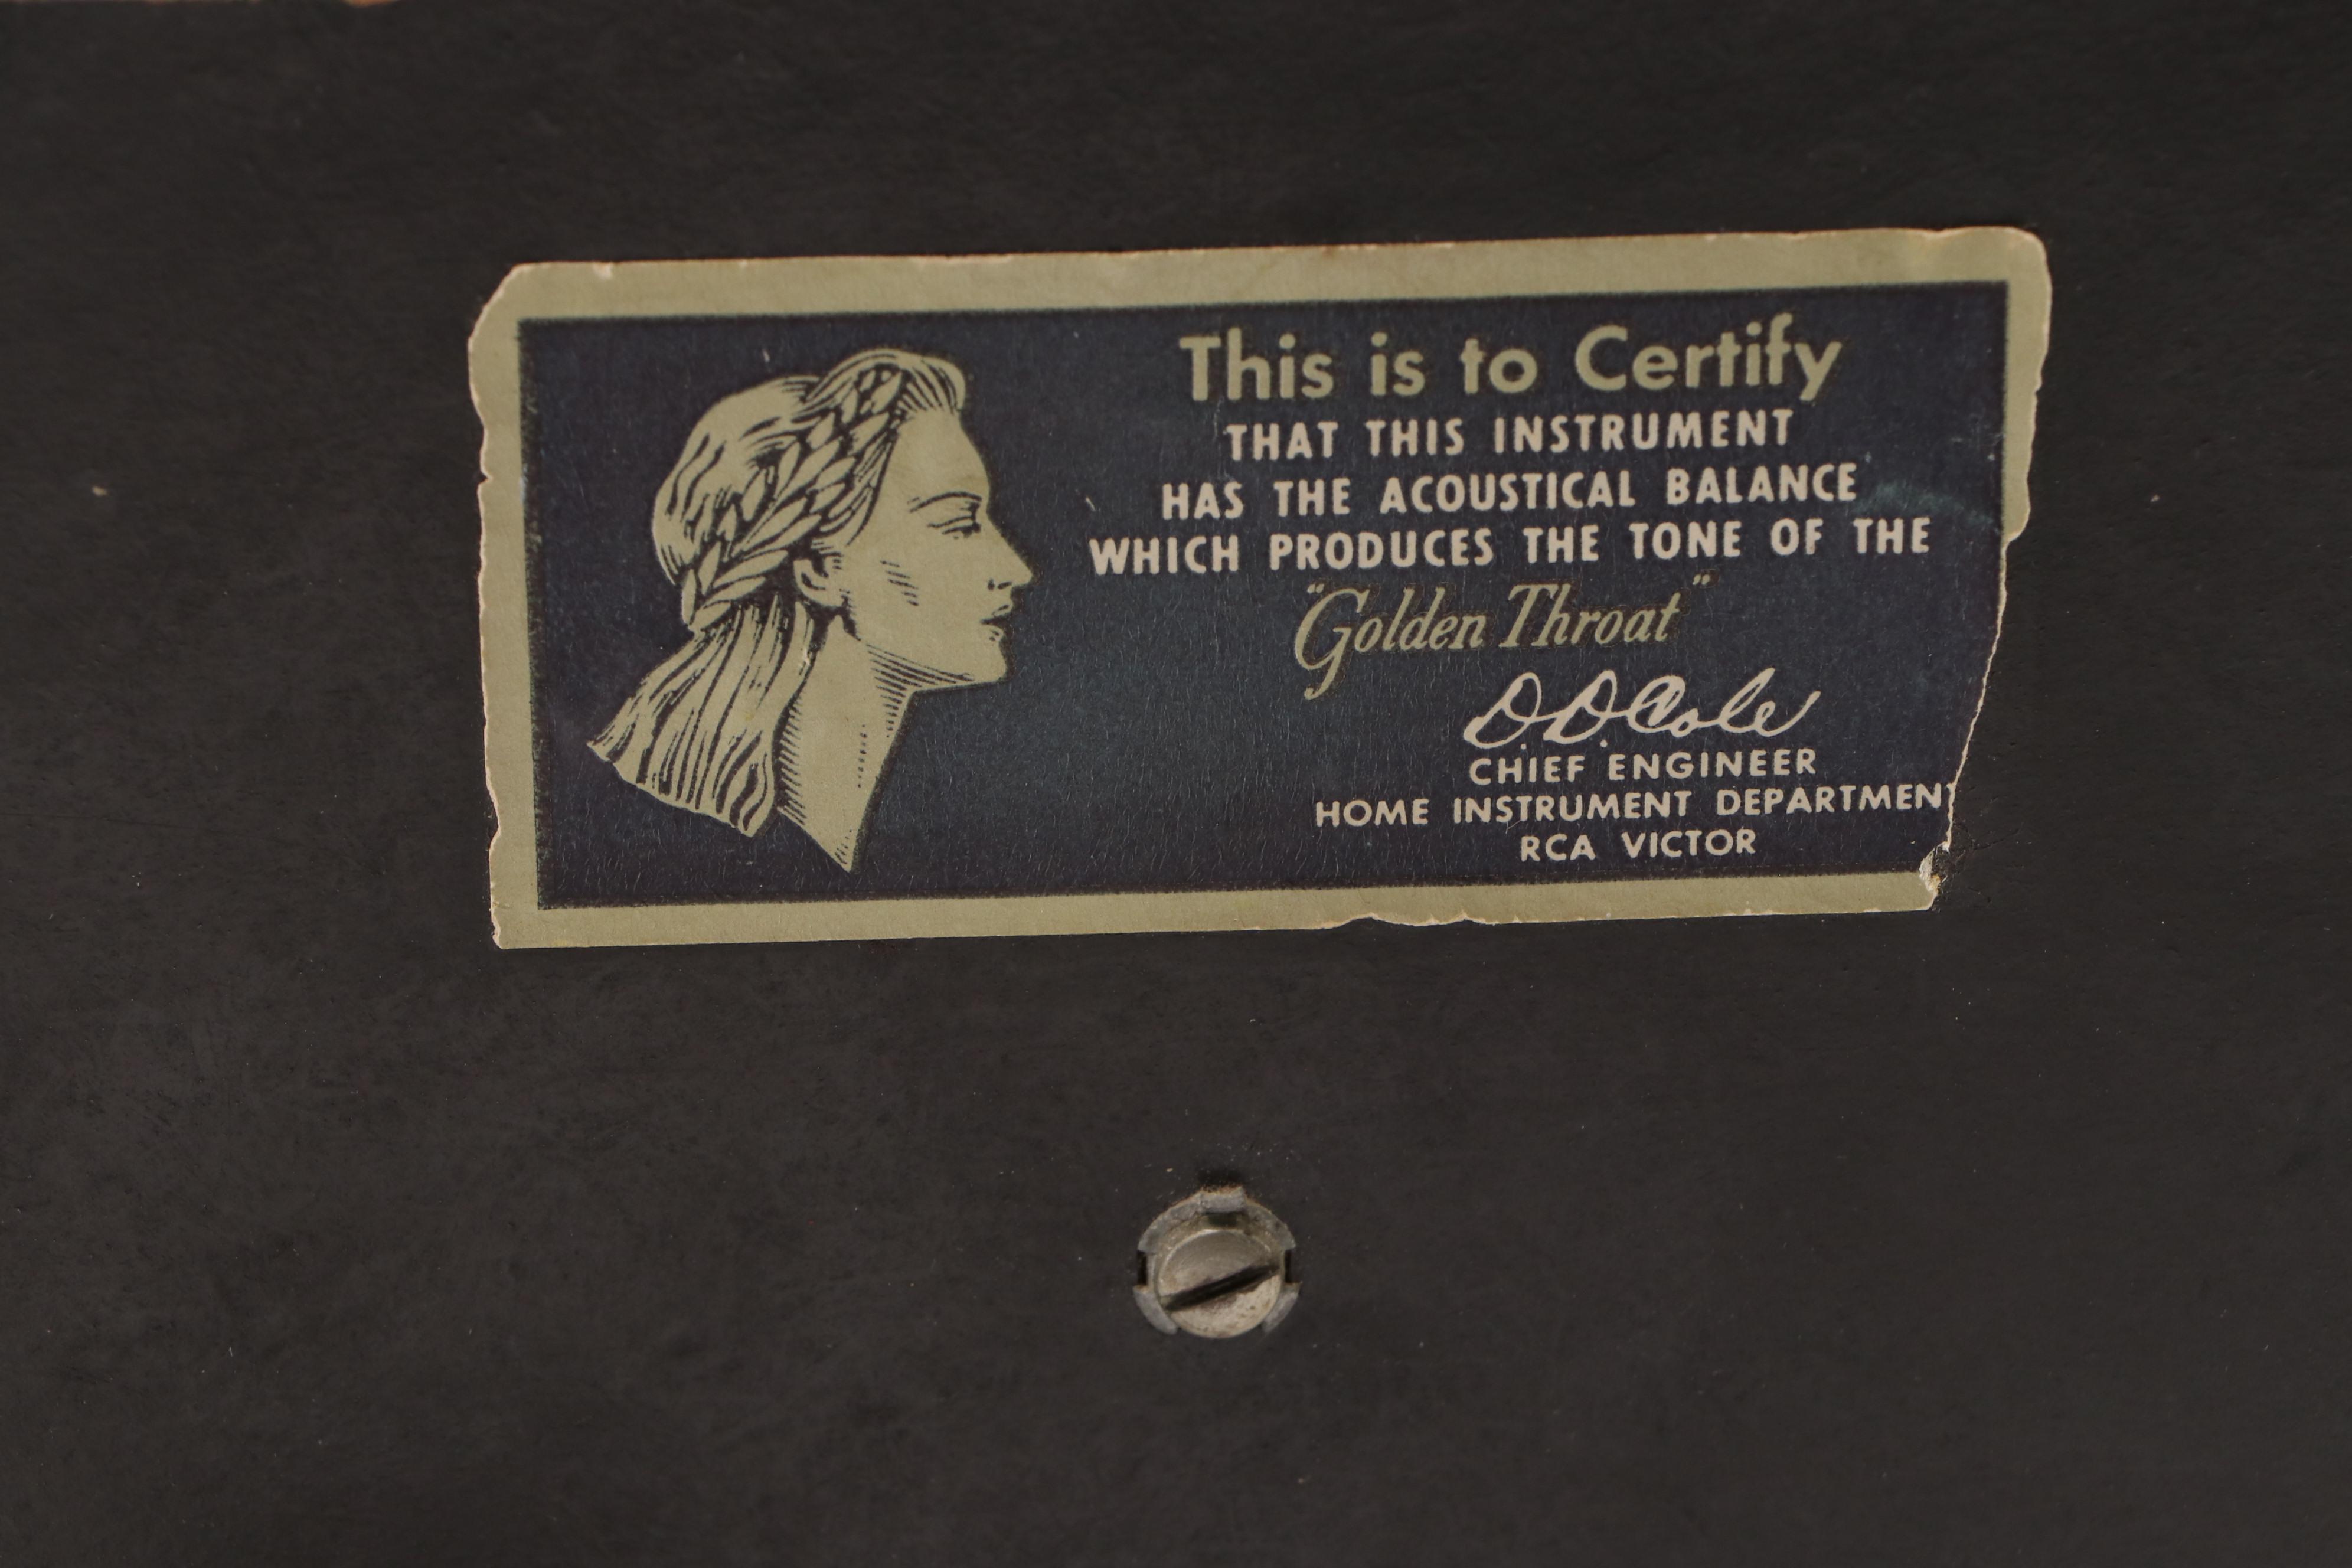 This is to Certify
THAT THIS INSTRUMENT
HAS THE ACOUSTICAL BALANCE
WHICH PRODUCES THE TONE OF THE
"Golden Throat"
D.D. Cole
CHIEF ENGINEER
HOME INSTRUMENT DEPARTMENT
RCA VICTOR